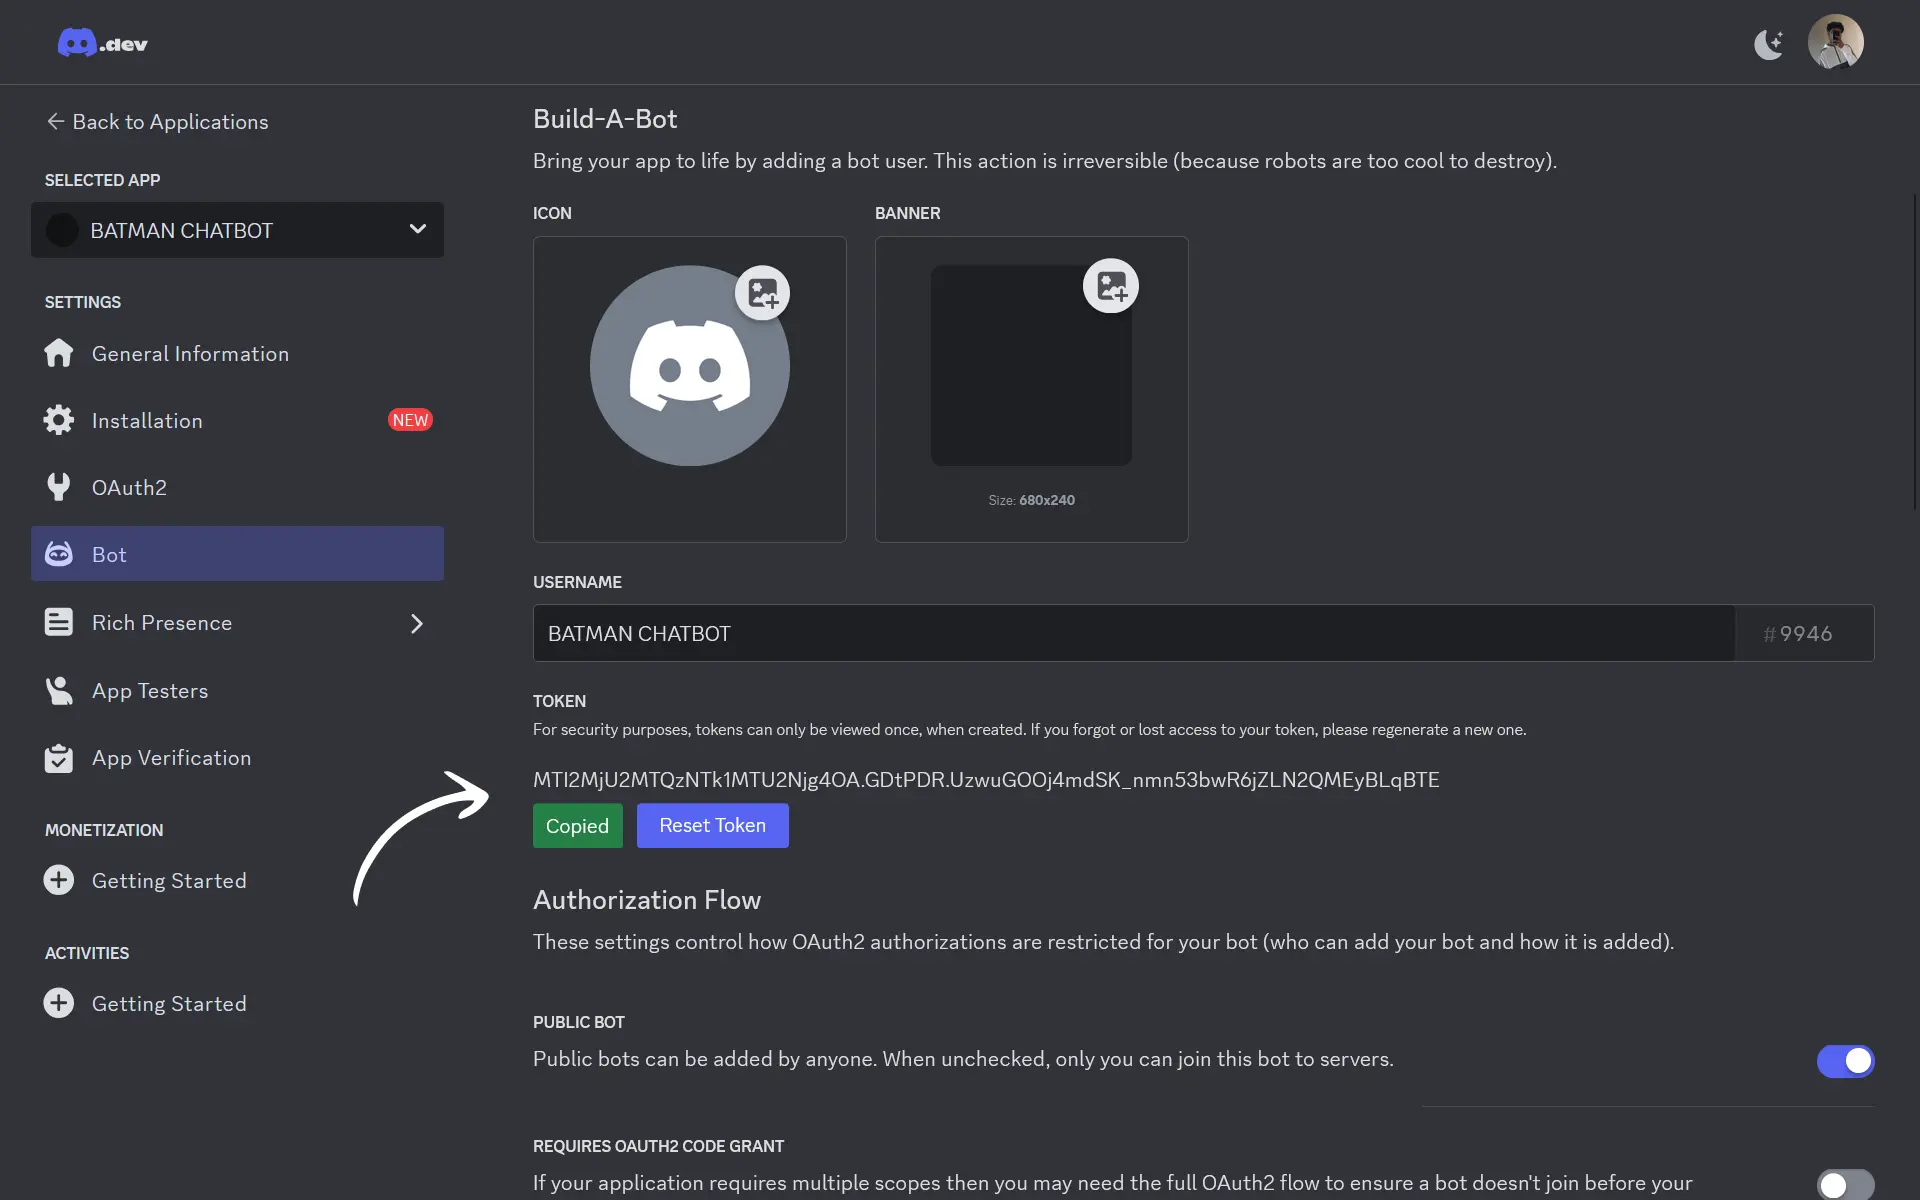 .dev
Back to Applications
SELECTED APP
BATMAN CHATBOT
SETTINGS
General Information
Installation
NEW
OAuth2
Bot
Rich Presence
App Testers
App Verification
MONETIZATION
Getting Started
ACTIVITIES
Getting Started
Build-A-Bot
Bring your app to life by adding a bot user. This action is irreversible (because robots are too cool to destroy).
ICON
BANNER
Size: 680x240
USERNAME
BATMAN CHATBOT
#9946
TOKEN
For security purposes, tokens can only be viewed once, when created. If you forgot or lost access to your token, please regenerate a new one.
MTI2MjU2MTQzNTk1MTU2Njg4OA.GDtPDR.UzwuGOOj4mdSK_nmn53bwR6jZLN2QMEyBLqBTE
Copied
Reset Token
Authorization Flow
These settings control how OAuth2 authorizations are restricted for your bot (who can add your bot and how it is added).
PUBLIC BOT
Public bots can be added by anyone. When unchecked, only you can join this bot to servers.
REQUIRES OAUTH2 CODE GRANT
If your application requires multiple scopes then you may need the full OAuth2 flow to ensure a bot doesn't join before your